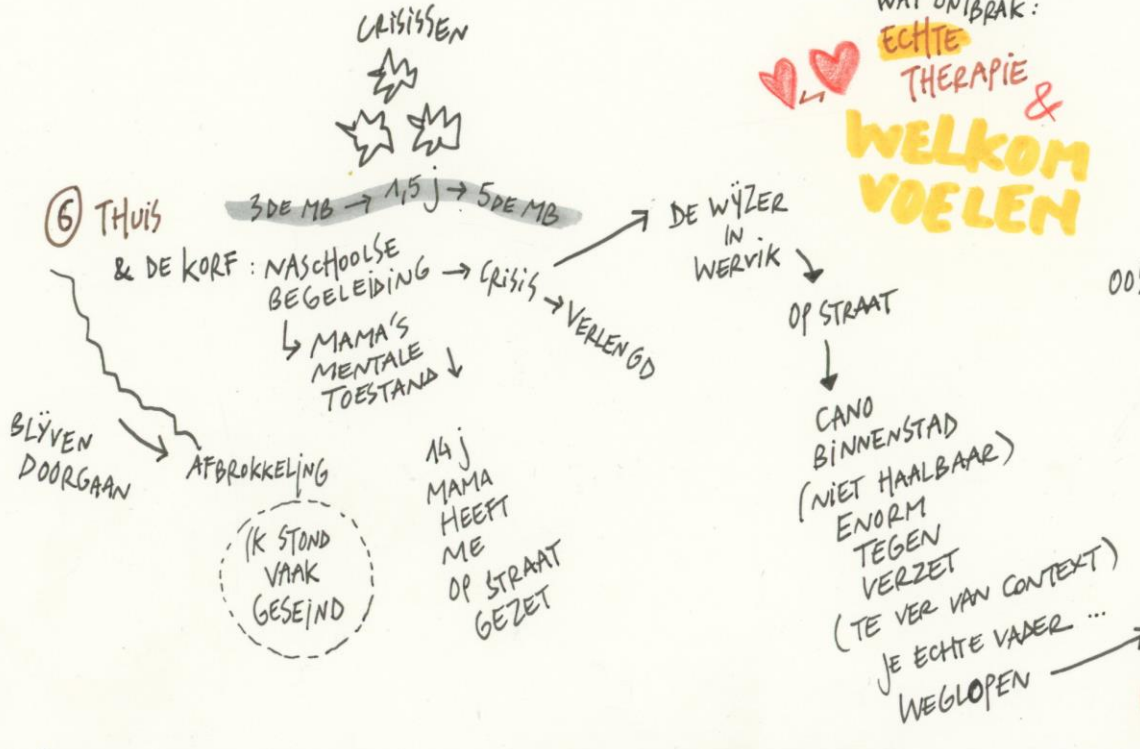 CRISISSEN
WAT ONTBRAK:
ECHTE
THERAPIE
&
WELKOM
VOELEN
3DE MB → 1,5 j → 5DE MB
⑥ THUIS
& DE KORF: NASCHOOLSE
BEGELEIDING → CRISIS → VERLENGD
↳ MAMA'S
MENTALE
TOESTAND ↓
DE WIJZER
IN
WERVIK
OP STRAAT
CANO
BINNENSTAD
(NIET HAALBAAR)
ENORM
TEGEN
VERZET
(TE VER VAN CONTEXT)
JE ECHTE VADER ...
WEGLOPEN →
BLIJVEN
DOORGAAN
AFBROKKELING
IK STOND
VAAK
GESEIND
14 j
MAMA
HEEFT
ME
OP STRAAT
GEZET